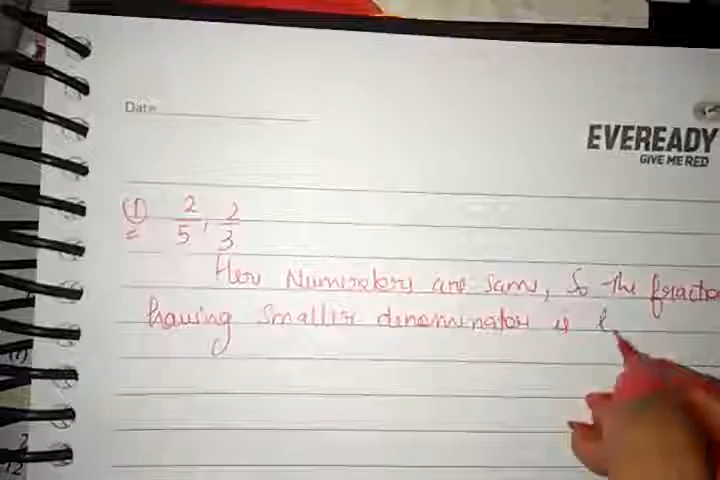 Date
EVEREADY
GIVE ME RED
(1) 2/5, 2/3
Here Numerators are same, So the fraction
having smaller denominator is